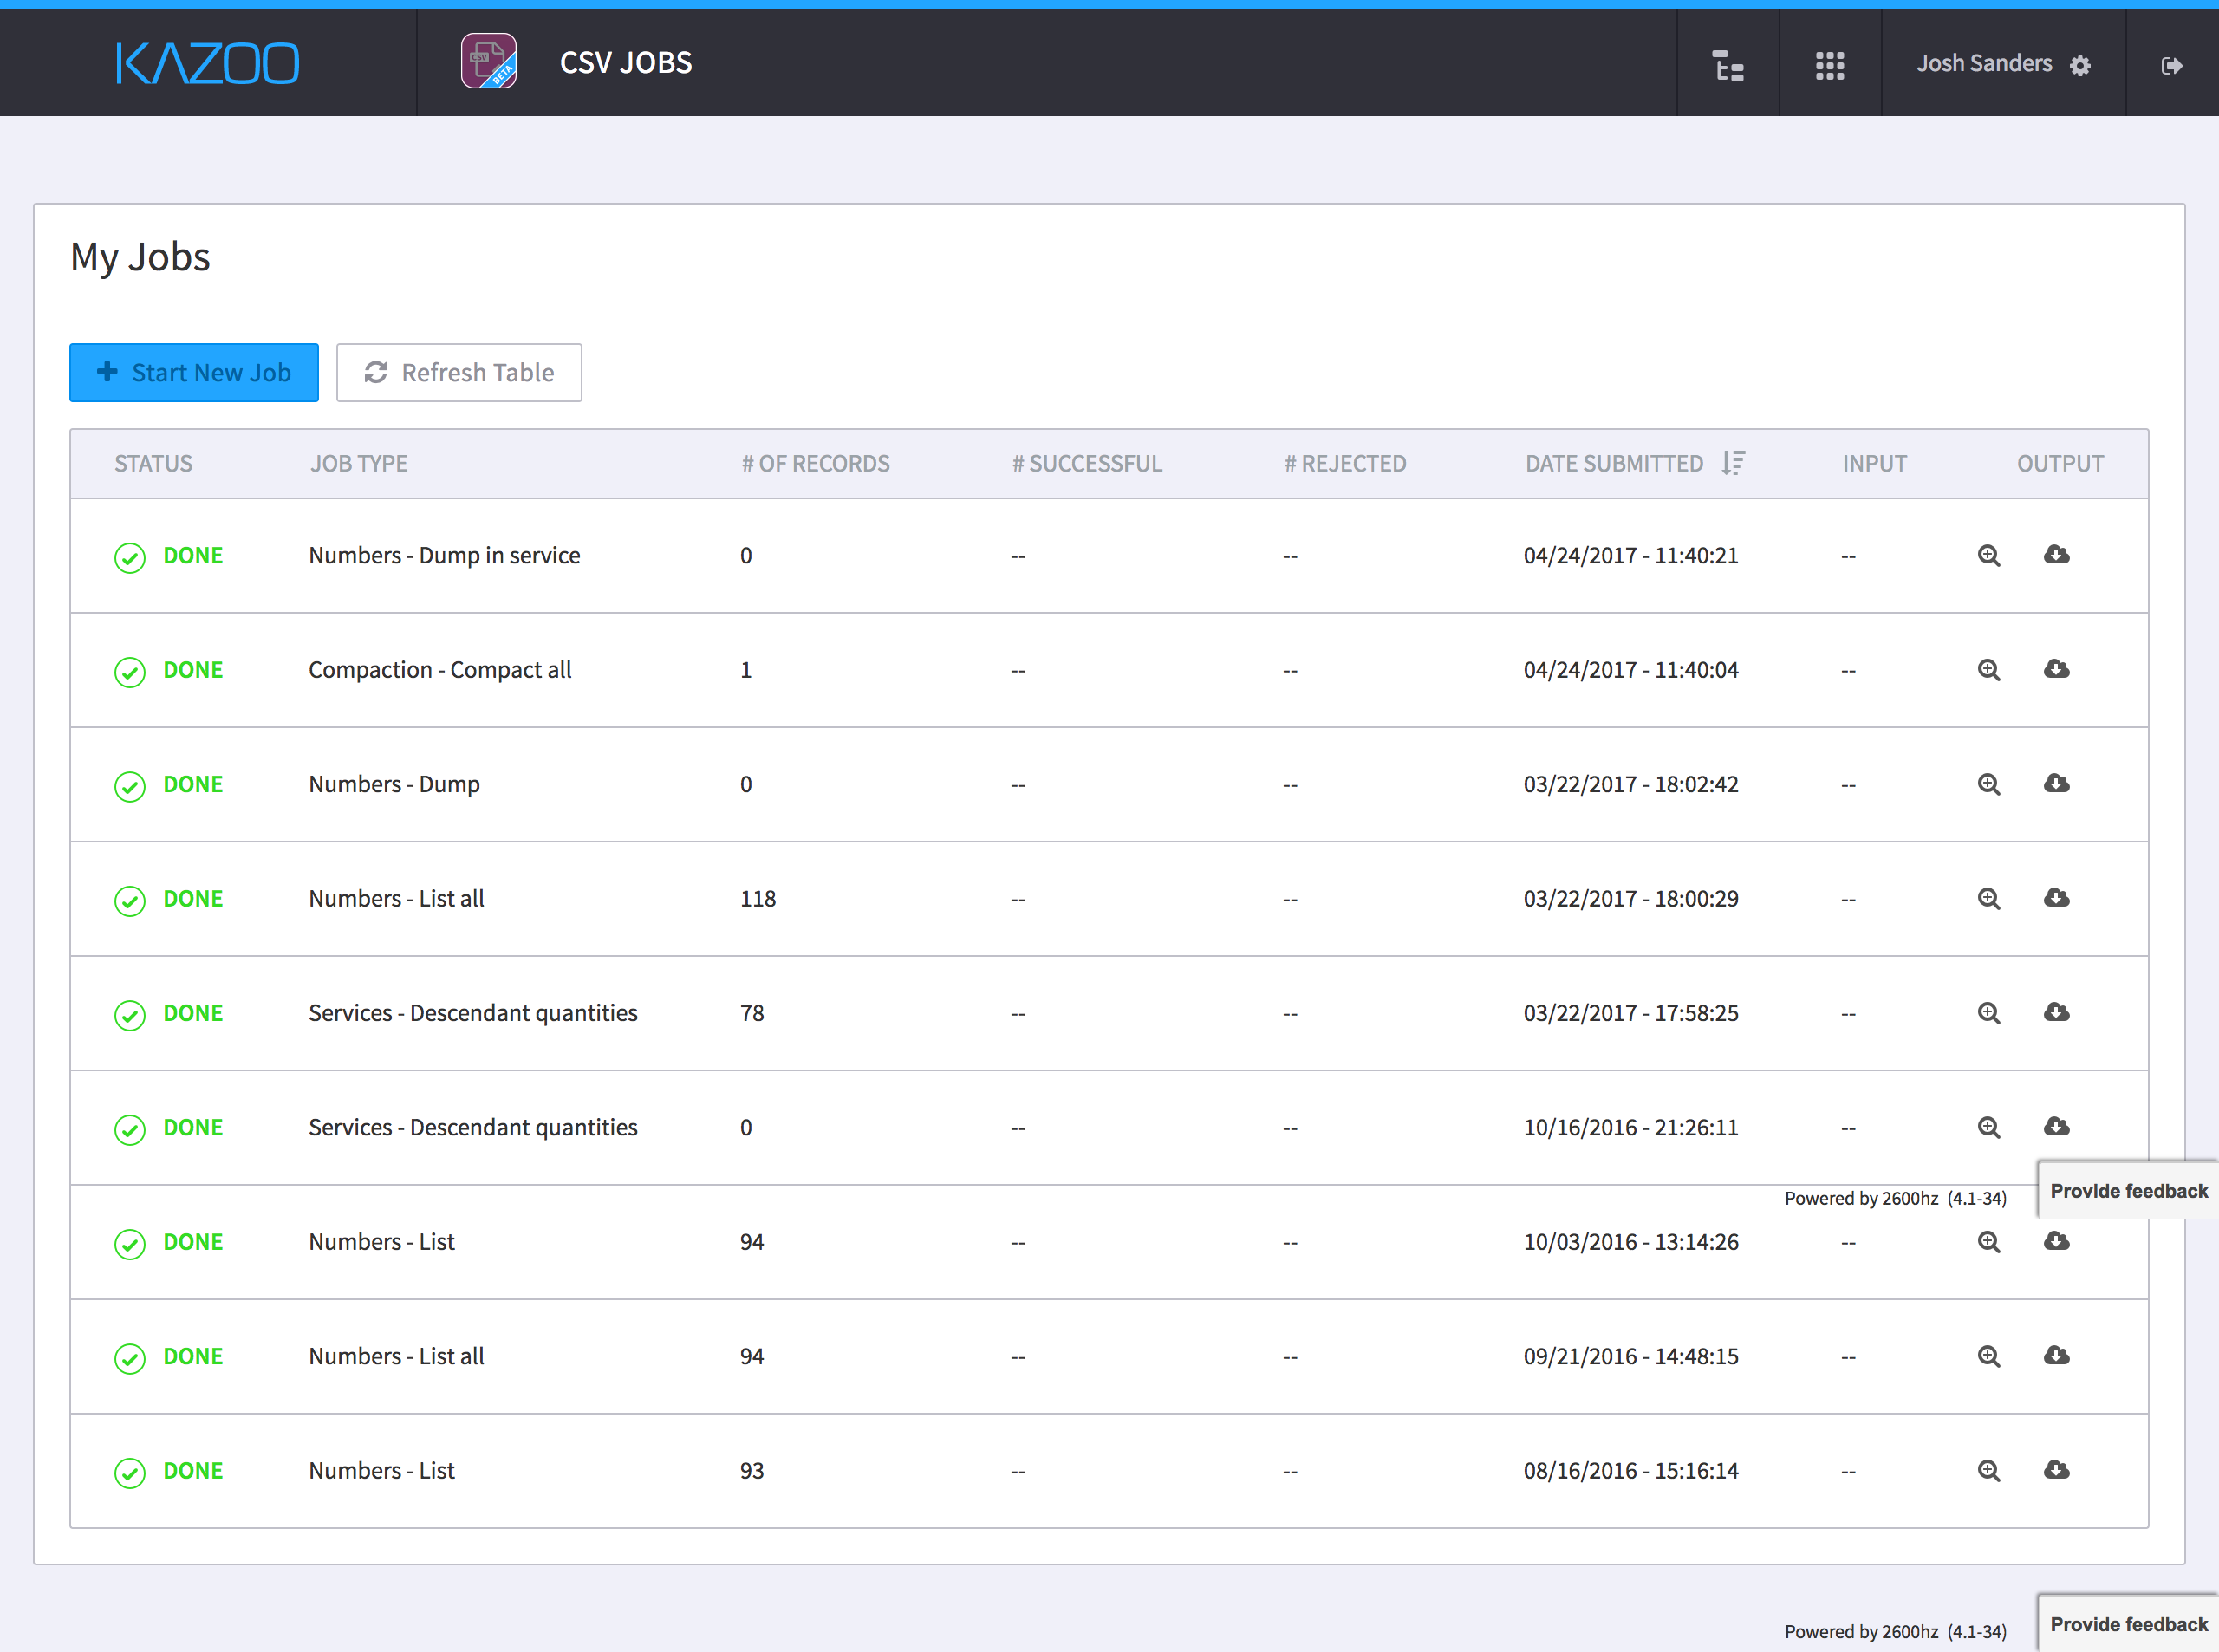 KAZOO
CSV
BETA
CSV JOBS
Josh Sanders
My Jobs
Start New Job
Refresh Table
STATUS JOB TYPE # OF RECORDS # SUCCESSFUL # REJECTED DATE SUBMITTED INPUT OUTPUT
DONE Numbers - Dump in service 0 -- -- 04/24/2017 - 11:40:21 --
DONE Compaction - Compact all 1 -- -- 04/24/2017 - 11:40:04 --
DONE Numbers - Dump 0 -- -- 03/22/2017 - 18:02:42 --
DONE Numbers - List all 118 -- -- 03/22/2017 - 18:00:29 --
DONE Services - Descendant quantities 78 -- -- 03/22/2017 - 17:58:25 --
DONE Services - Descendant quantities 0 -- -- 10/16/2016 - 21:26:11 --
Powered by 2600hz (4.1-34) Provide feedback
DONE Numbers - List 94 -- -- 10/03/2016 - 13:14:26 --
DONE Numbers - List all 94 -- -- 09/21/2016 - 14:48:15 --
DONE Numbers - List 93 -- -- 08/16/2016 - 15:16:14 --
Powered by 2600hz (4.1-34) Provide feedback